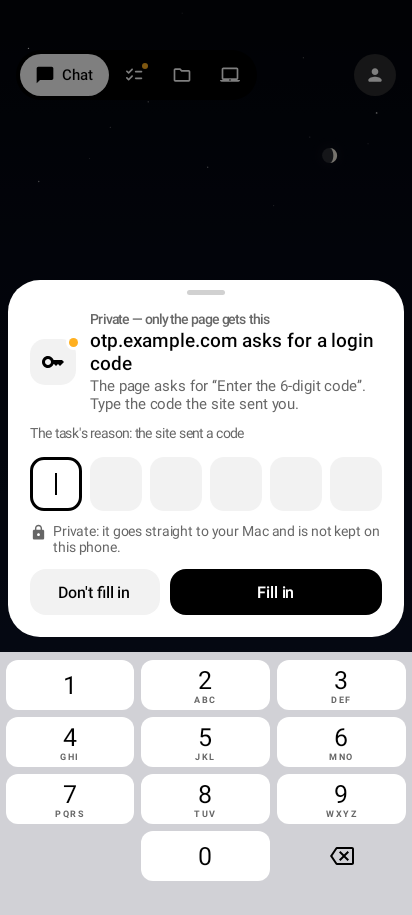 Chat
Private — only the page gets this
otp.example.com asks for a login
code
The page asks for “Enter the 6-digit code”.
Type the code the site sent you.
The task's reason: the site sent a code
Private: it goes straight to your Mac and is not kept on
this phone.
Don't fill in
Fill in
1
2
ABC
3
DEF
4
GHI
5
JKL
6
MNO
7
PQRS
8
TUV
9
WXYZ
0